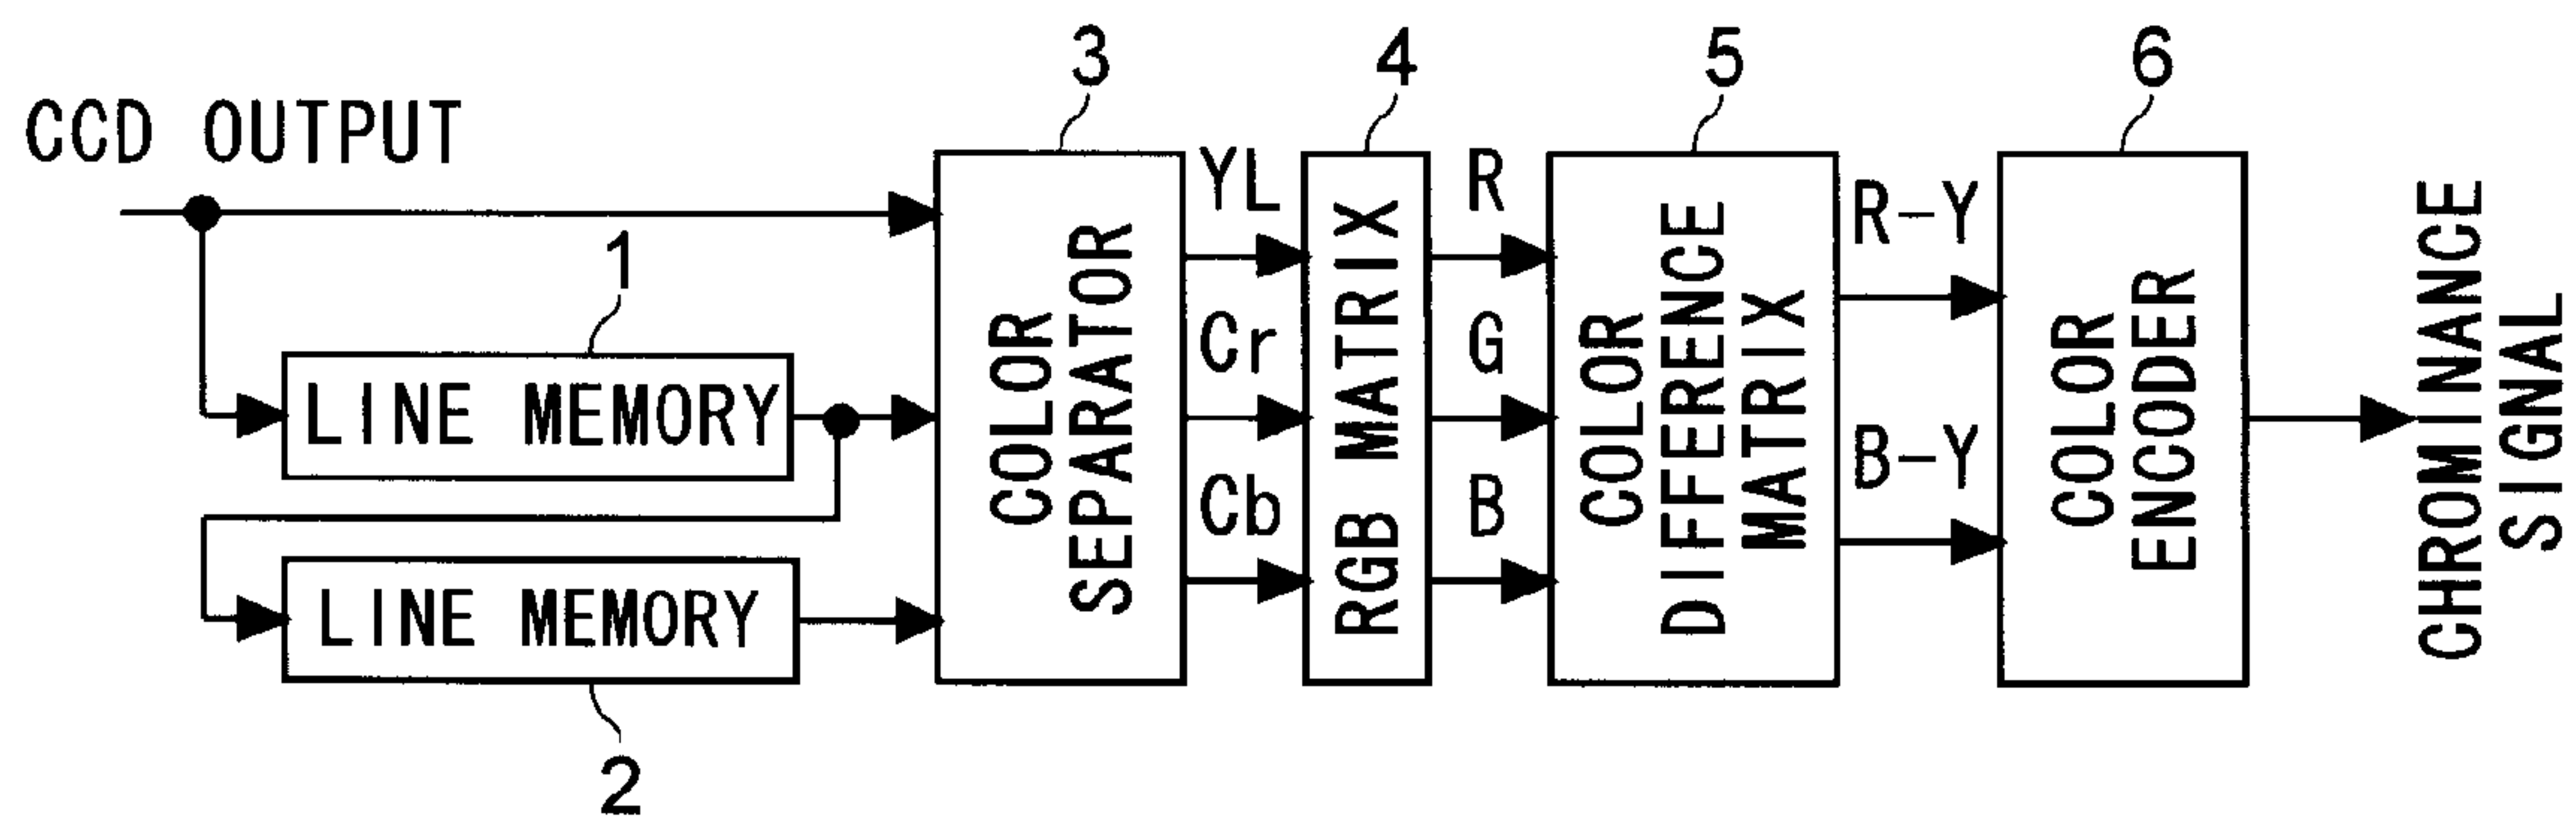 CCD OUTPUT
1
LINE MEMORY
LINE MEMORY
2
3
COLOR
SEPARATOR
YL
Cr
Cb
4
RGB MATRIX
R
G
B
5
COLOR
DIFFERENCE
MATRIX
R-Y
B-Y
6
COLOR
ENCODER
CHROMINANCE
SIGNAL